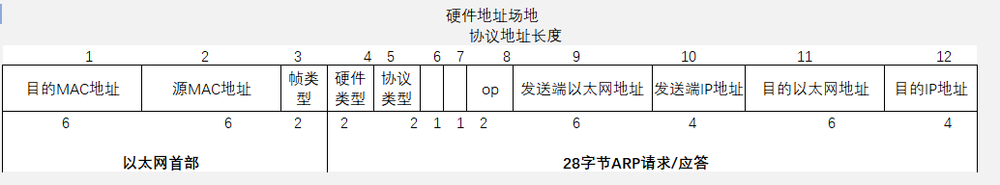 硬件地址场地
协议地址长度
1 2 3 4 5 6 7 8 9 10 11 12
目的MAC地址 源MAC地址 帧类型 硬件类型 协议类型 op 发送端以太网地址 发送端IP地址 目的以太网地址 目的IP地址
6 6 2 2 2 1 1 2 6 4 6 4
以太网首部 28字节ARP请求/应答